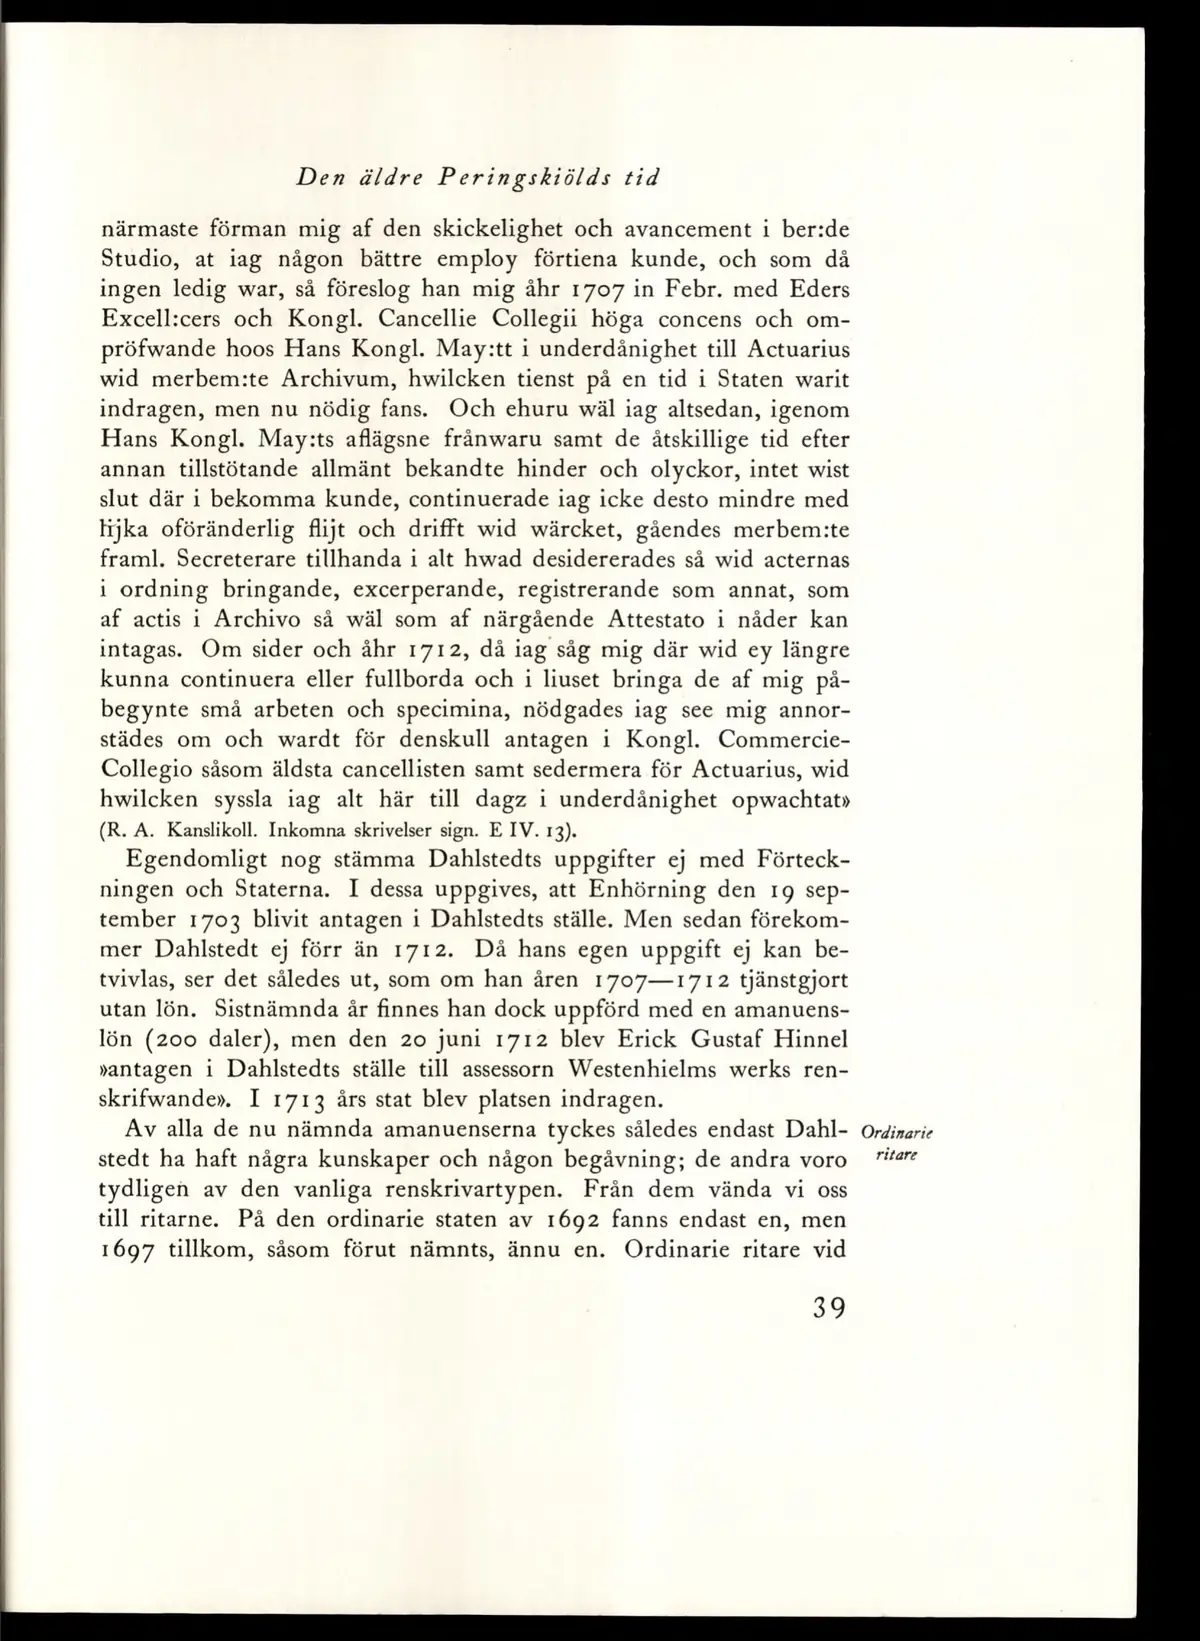 Den äldre Peringskiölds tid
närmaste förman mig af den skickelighet och avancement i ber:de
Studio, at iag någon bättre employ förtiena kunde, och som då
ingen ledig war, så föreslog han mig åhr 1707 in Febr. med Eders
Excell:cers och Kongl. Cancellie Collegii höga concens och om-
pröfwande hoos Hans Kongl. May:tt i underdånighet till Actuarius
wid merbem:te Archivum, hwilcken tienst på en tid i Staten warit
indragen, men nu nödig fans. Och ehuru wäl iag altsedan, igenom
Hans Kongl. May:ts aflägsne frånwaru samt de åtskillige tid efter
annan tillstötande allmänt bekandte hinder och olyckor, intet wist
slut där i bekomma kunde, continuerade iag icke desto mindre med
lijka oföränderlig flijt och drifft wid wärcket, gåendes merbem:te
framl. Secreterare tillhanda i alt hwad desidererades så wid acternas
i ordning bringande, excerperande, registrerande som annat, som
af actis i Archivo så wäl som af närgående Attestato i nåder kan
intagas. Om sider och åhr 1712, då iag såg mig där wid ey längre
kunna continuera eller fullborda och i liuset bringa de af mig på-
begynte små arbeten och specimina, nödgades iag see mig annor-
städes om och wardt för denskull antagen i Kongl. Commercie-
Collegio såsom äldsta cancellisten samt sedermera för Actuarius, wid
hwilcken syssla iag alt här till dagz i underdånighet opwachtat»
(R. A. Kanslikoll. Inkomna skrivelser sign. E IV. 13).
Egendomligt nog stämma Dahlstedts uppgifter ej med Förteck-
ningen och Staterna. I dessa uppgives, att Enhörning den 19 sep-
tember 1703 blivit antagen i Dahlstedts ställe. Men sedan förekom-
mer Dahlstedt ej förr än 1712. Då hans egen uppgift ej kan be-
tvivlas, ser det således ut, som om han åren 1707—1712 tjänstgjort
utan lön. Sistnämnda år finnes han dock uppförd med en amanuens-
lön (200 daler), men den 20 juni 1712 blev Erick Gustaf Hinnel
»antagen i Dahlstedts ställe till assessorn Westenhielms werks ren-
skrifwande». I 1713 års stat blev platsen indragen.
Av alla de nu nämnda amanuenserna tyckes således endast Dahl-
stedt ha haft några kunskaper och någon begåvning; de andra voro
tydligen av den vanliga renskrivartypen. Från dem vända vi oss
till ritarne. På den ordinarie staten av 1692 fanns endast en, men
1697 tillkom, såsom förut nämnts, ännu en. Ordinarie ritare vid
Ordinarie
ritare
39